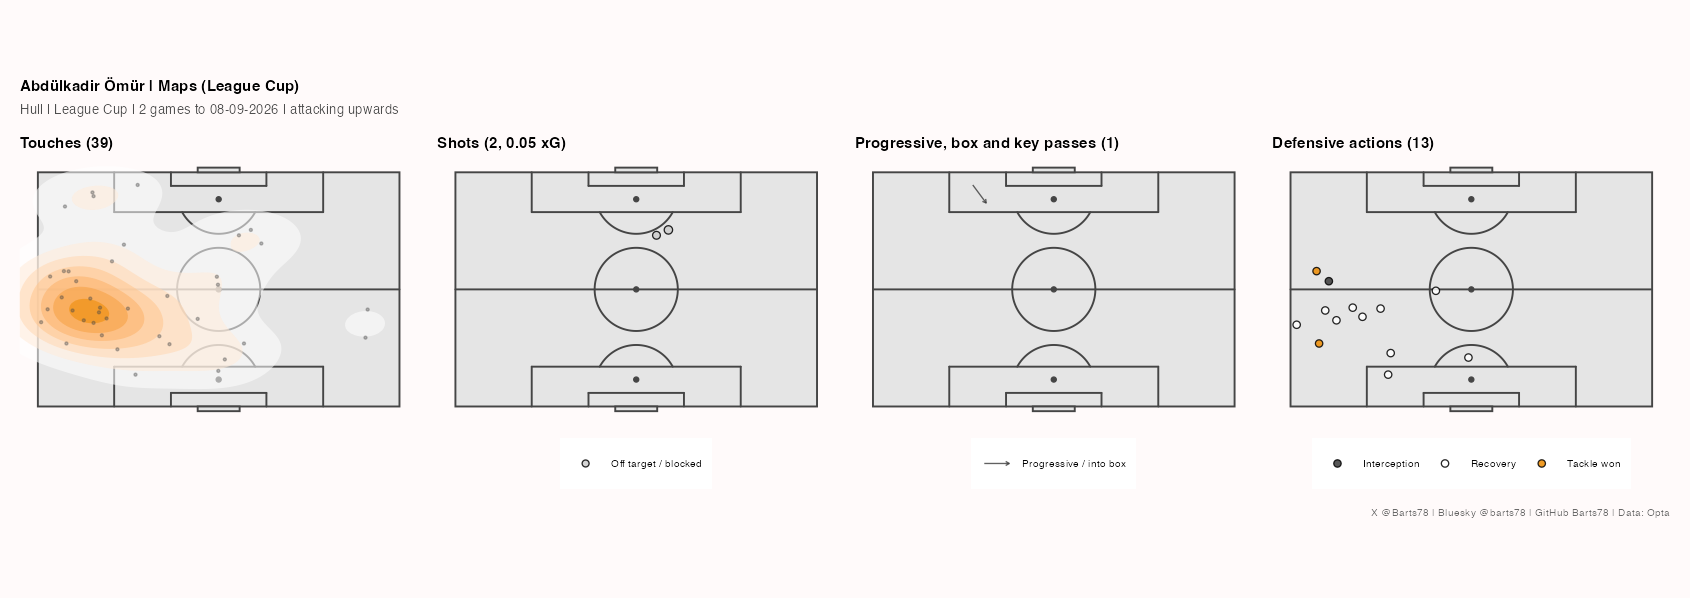 Abdülkadir Ömür | Maps (League Cup)
Hull | League Cup | 2 games to 08-09-2026 | attacking upwards
Touches (39)
Shots (2, 0.05 xG)
Progressive, box and key passes (1)
Defensive actions (13)
Off target / blocked
Progressive / into box
Interception
Recovery
Tackle won
X @Barts78 | Bluesky @barts78 | GitHub Barts78 | Data: Opta